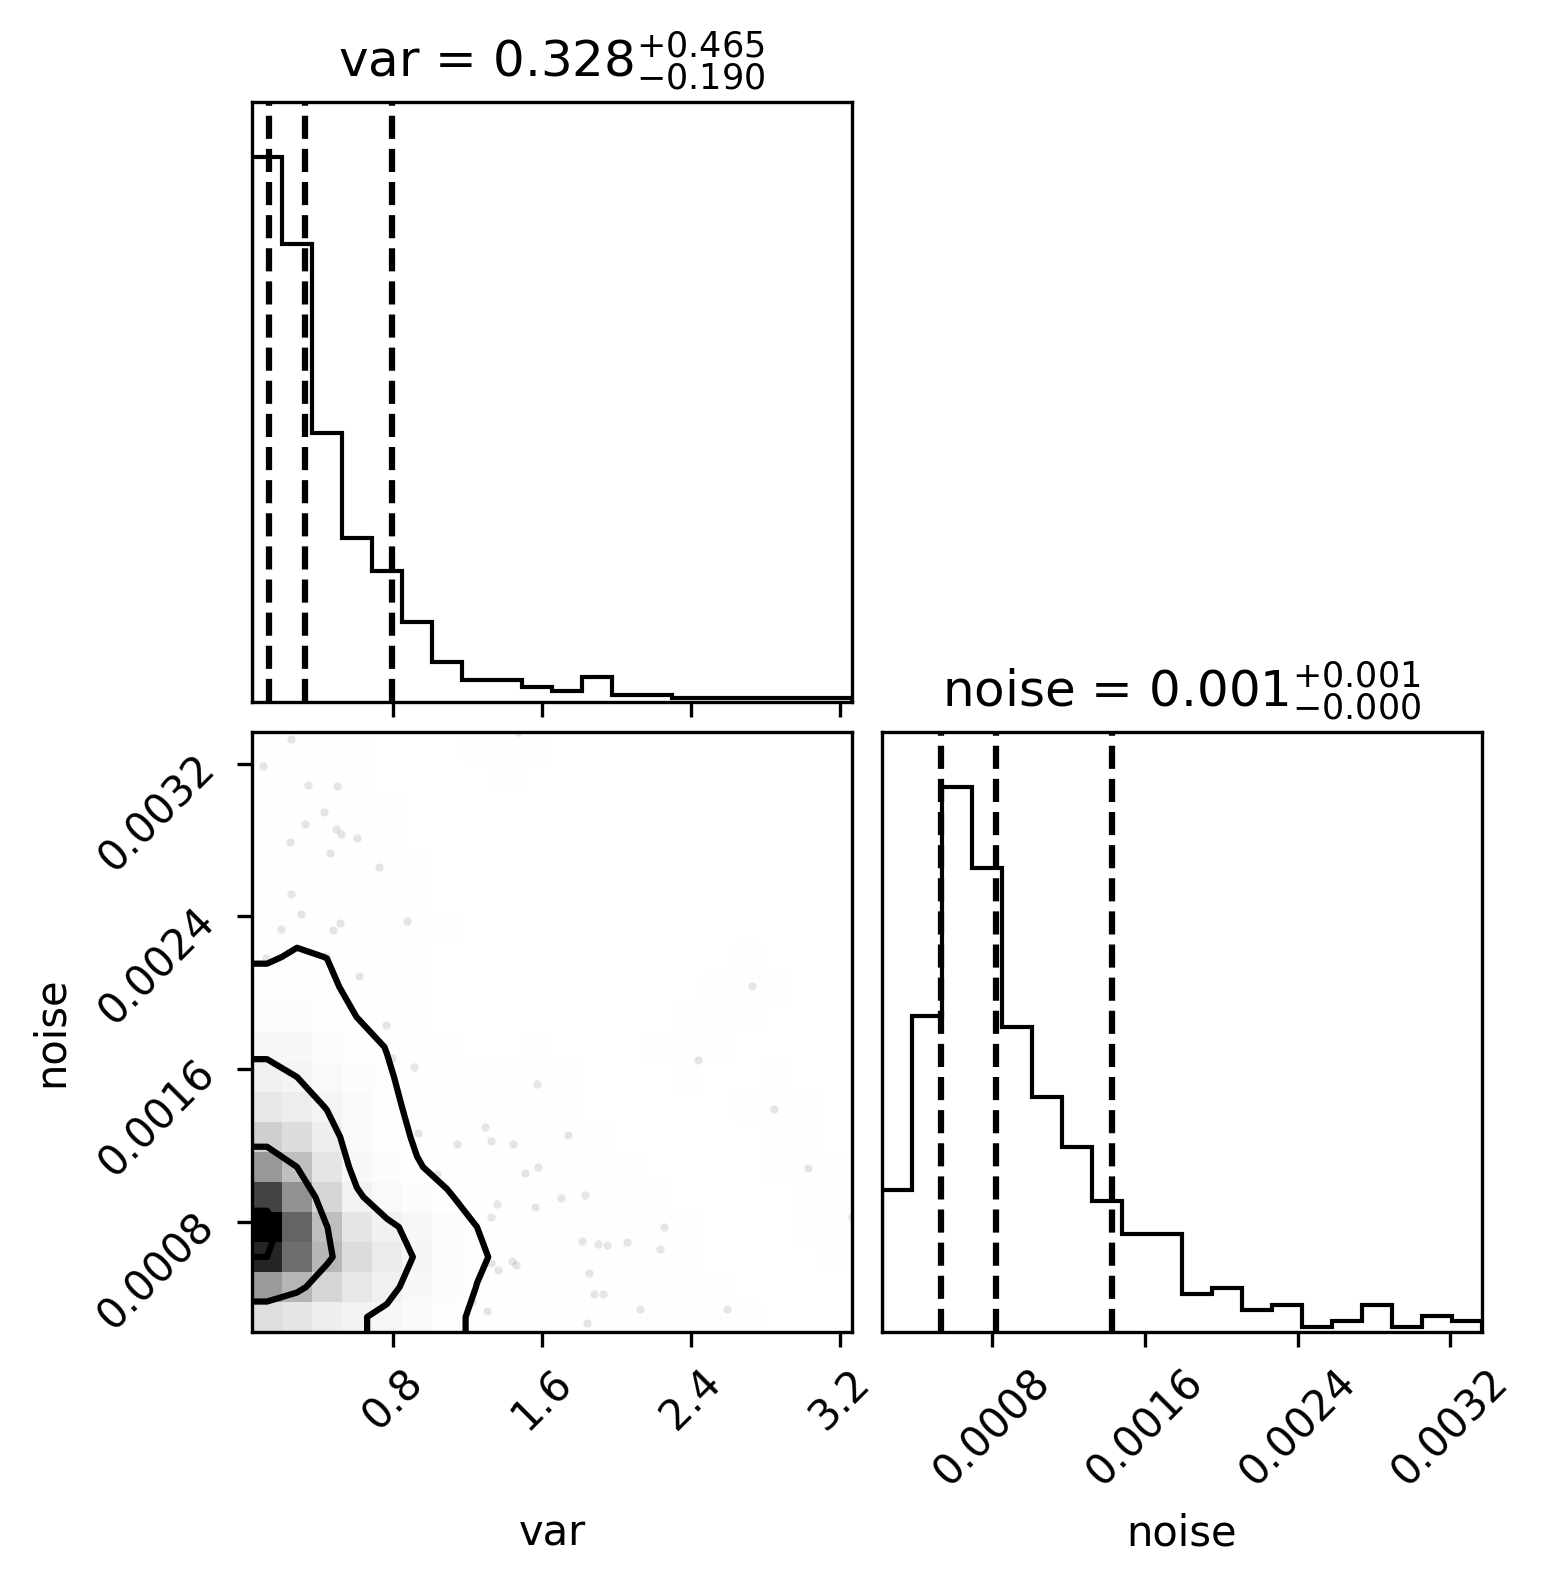 var = 0.328 +0.465 −0.190
noise = 0.001 +0.001 −0.000
0.0032
0.0024
0.0016
0.0008
noise
0.8 1.6 2.4 3.2
var
0.0008 0.0016 0.0024 0.0032
noise